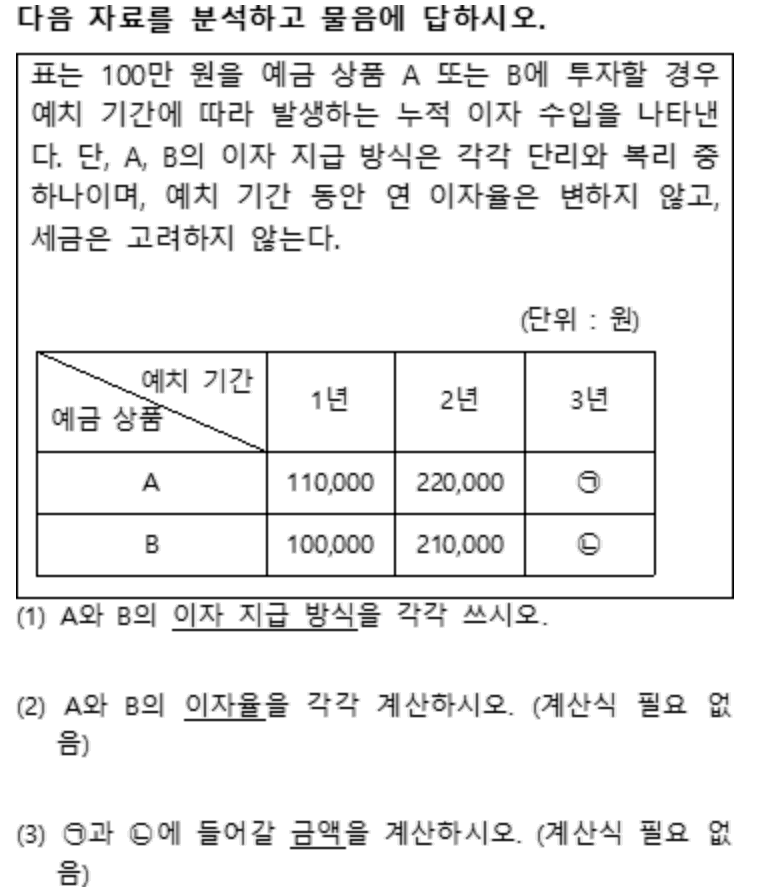 다음 자료를 분석하고 물음에 답하시오.
표는 100만 원을 예금 상품 A 또는 B에 투자할 경우
예치 기간에 따라 발생하는 누적 이자 수입을 나타낸
다. 단, A, B의 이자 지급 방식은 각각 단리와 복리 중
하나이며, 예치 기간 동안 연 이자율은 변하지 않고,
세금은 고려하지 않는다.
(단위 : 원)
예치 기간
예금 상품
1년 2년 3년
A 110,000 220,000 ㉠
B 100,000 210,000 ㉡
(1) A와 B의 이자 지급 방식을 각각 쓰시오.
(2) A와 B의 이자율을 각각 계산하시오. (계산식 필요 없
음)
(3) ㉠과 ㉡에 들어갈 금액을 계산하시오. (계산식 필요 없
음)